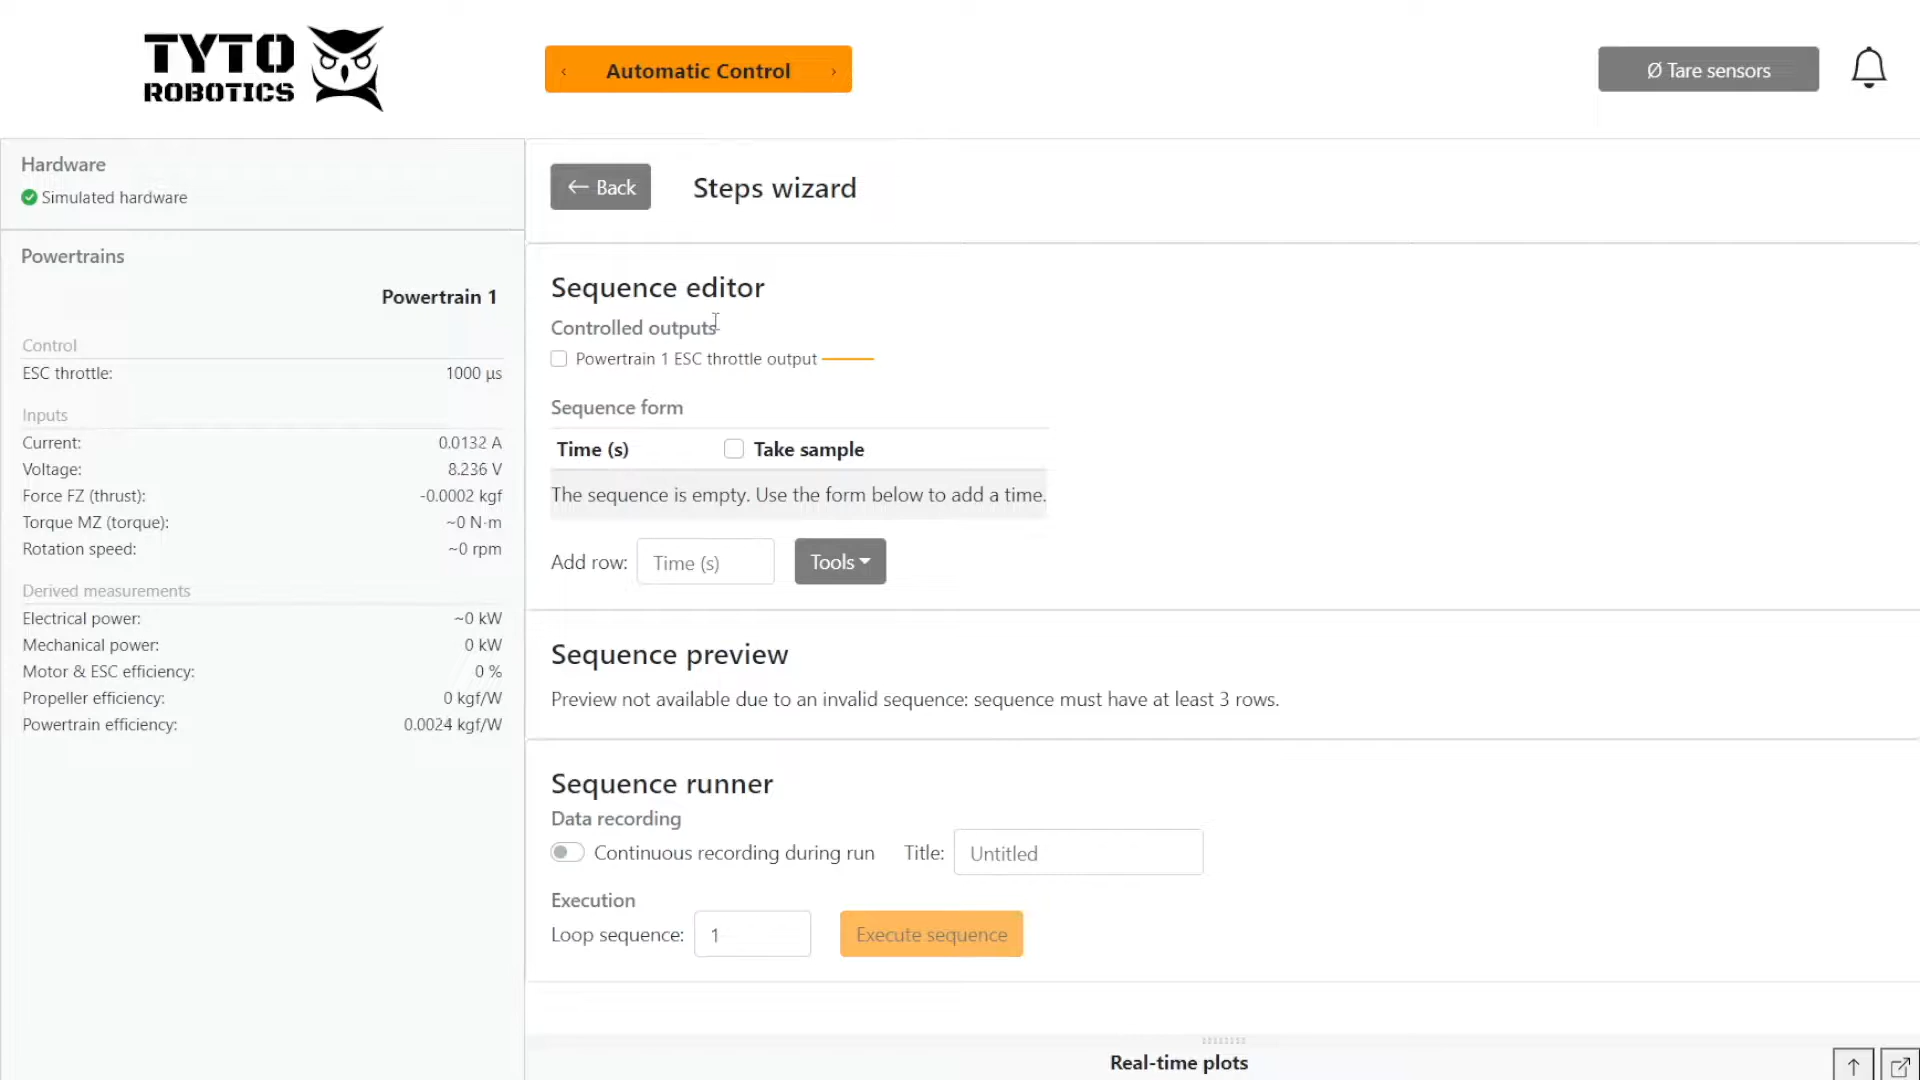 TYTO
ROBOTICS
‹ Automatic Control ›
Ø Tare sensors
Hardware
Simulated hardware
Powertrains
Powertrain 1
Control
ESC throttle: 1000 µs
Inputs
Current: 0.0132 A
Voltage: 8.236 V
Force FZ (thrust): -0.0002 kgf
Torque MZ (torque): ~0 N·m
Rotation speed: ~0 rpm
Derived measurements
Electrical power: ~0 kW
Mechanical power: 0 kW
Motor & ESC efficiency: 0 %
Propeller efficiency: 0 kgf/W
Powertrain efficiency: 0.0024 kgf/W
← Back
Steps wizard
Sequence editor
Controlled outputs
Powertrain 1 ESC throttle output
Sequence form
Time (s) Take sample
The sequence is empty. Use the form below to add a time.
Add row: Time (s) Tools
Sequence preview
Preview not available due to an invalid sequence: sequence must have at least 3 rows.
Sequence runner
Data recording
Continuous recording during run Title: Untitled
Execution
Loop sequence: 1 Execute sequence
Real-time plots